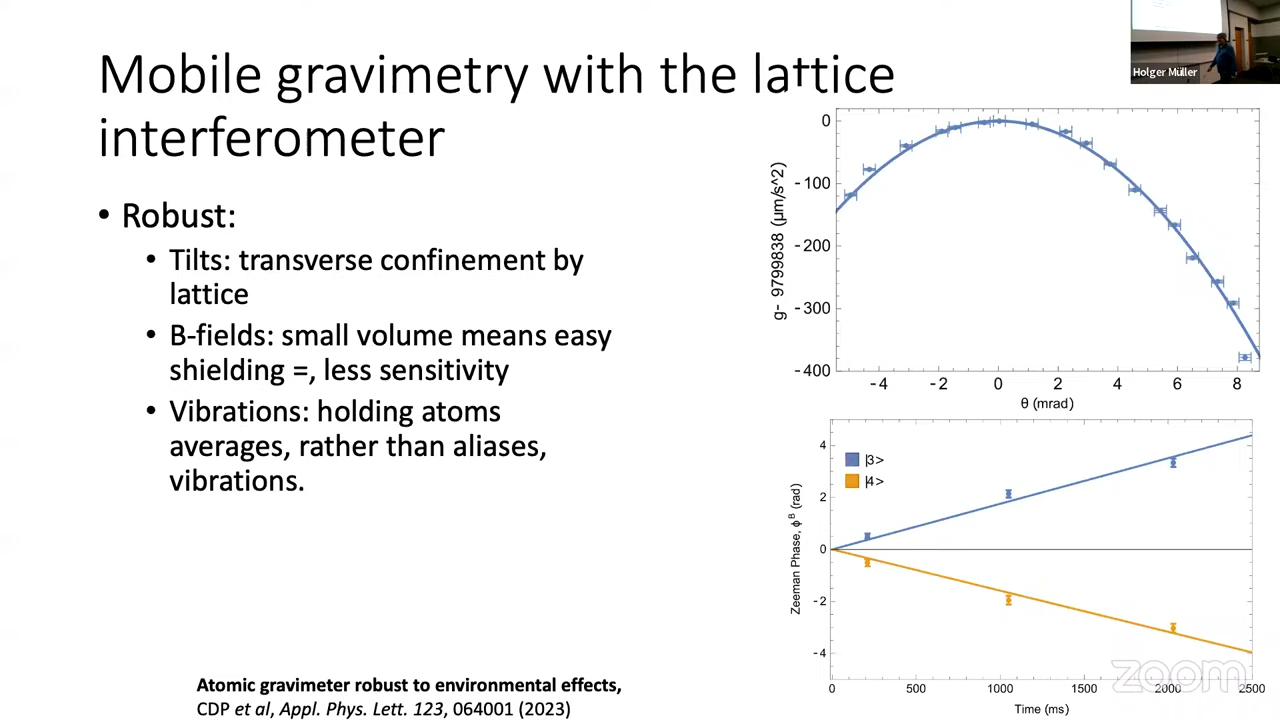 Mobile gravimetry with the lattice
interferometer
• Robust:
• Tilts: transverse confinement by
lattice
• B-fields: small volume means easy
shielding =, less sensitivity
• Vibrations: holding atoms
averages, rather than aliases,
vibrations.
Atomic gravimeter robust to environmental effects,
CDP et al, Appl. Phys. Lett. 123, 064001 (2023)
Holger Müller
g- 9799838 (μm/s^2)
0
-100
-200
-300
-400
-4 -2 0 2 4 6 8
θ (mrad)
Zeeman Phase, ϕ^B (rad)
4
2
0
-2
-4
|3>
|4>
0 500 1000 1500 2000 2500
Time (ms)
zoom